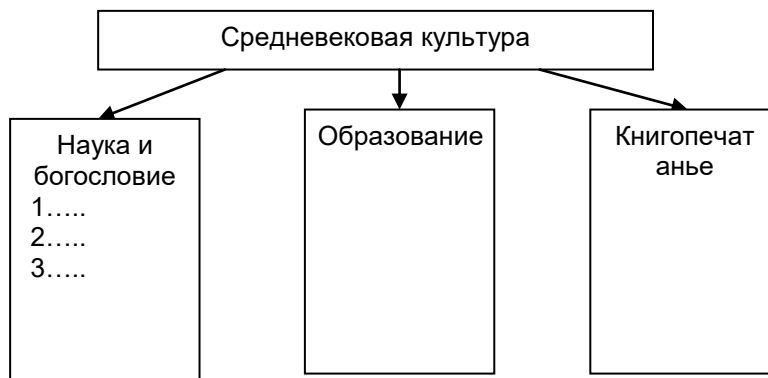 Средневековая культура
Наука и
богословие
1…..
2…..
3…..
Образование
Книгопечат
анье